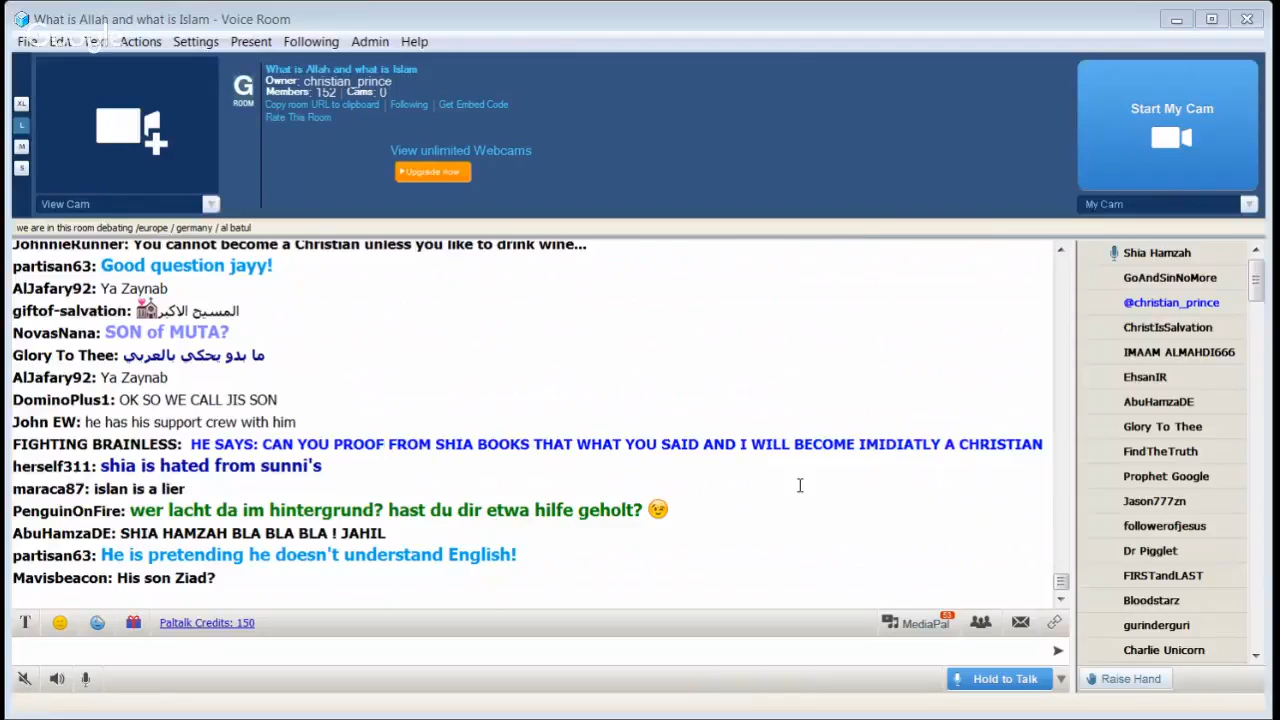 What is Allah and what is Islam - Voice Room
File Edit Text Actions Settings Present Following Admin Help
Google
XL
L
M
S
View Cam
G
ROOM
What is Allah and what is Islam
Owner: christian_prince
Members: 152 | Cams: 0
Copy room URL to clipboard | Following | Get Embed Code
Rate This Room
View unlimited Webcams
Upgrade now
Start My Cam
My Cam
we are in this room debating /europe / germany / al batul
JohnnieRunner: You cannot become a Christian unless you like to drink wine...
partisan63: Good question jayy!
AlJafary92: Ya Zaynab
giftof-salvation: المسيح الاكبر
NovasNana: SON of MUTA?
Glory To Thee: ما بدو يحكي بالعربي
AlJafary92: Ya Zaynab
DominoPlus1: OK SO WE CALL JIS SON
John EW: he has his support crew with him
FIGHTING BRAINLESS: HE SAYS: CAN YOU PROOF FROM SHIA BOOKS THAT WHAT YOU SAID AND I WILL BECOME IMIDIATLY A CHRISTIAN
herself311: shia is hated from sunni's
maraca87: islan is a lier
PenguinOnFire: wer lacht da im hintergrund? hast du dir etwa hilfe geholt?
AbuHamzaDE: SHIA HAMZAH BLA BLA BLA ! JAHIL
partisan63: He is pretending he doesn't understand English!
Mavisbeacon: His son Ziad?
Shia Hamzah
GoAndSinNoMore
@christian_prince
ChristIsSalvation
IMAAM ALMAHDI666
EhsanIR
AbuHamzaDE
Glory To Thee
FindTheTruth
Prophet Google
Jason777zn
followerofjesus
Dr Pigglet
FIRSTandLAST
Bloodstarz
gurinderguri
Charlie Unicorn
T
Paltalk Credits: 150
MediaPal
53
Hold to Talk
Raise Hand